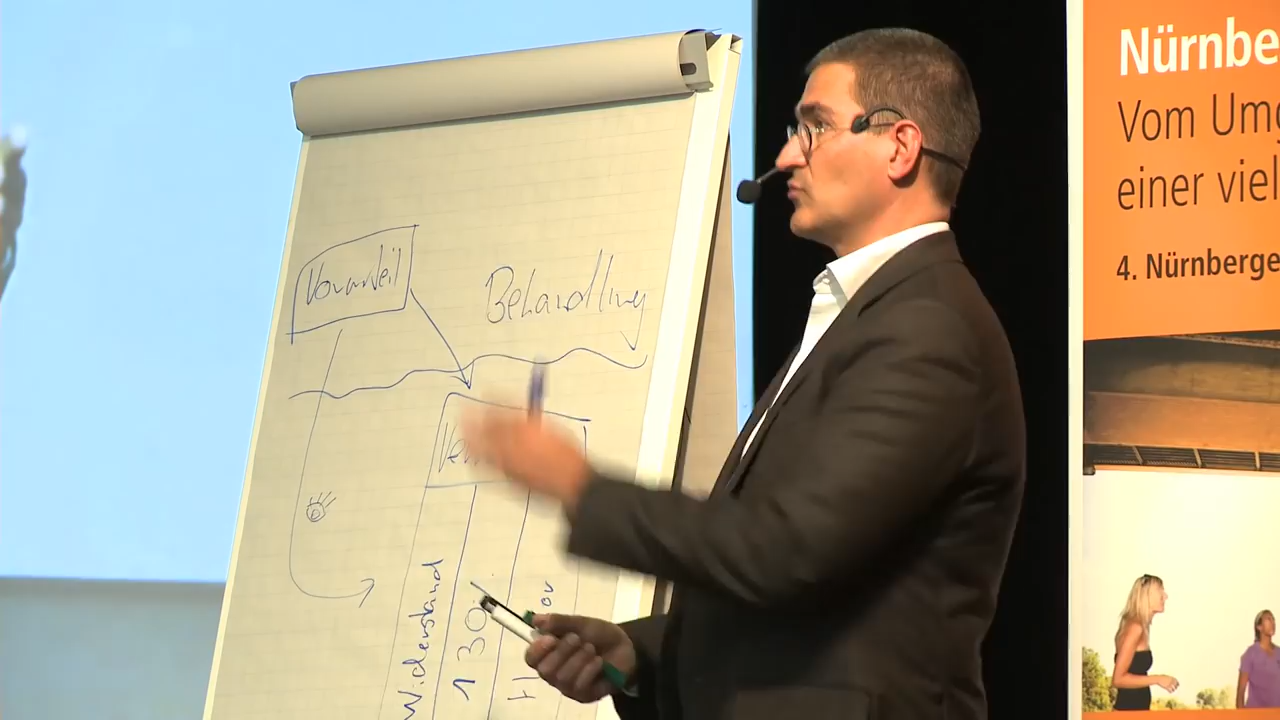 Vorurteil
Behandlung
Widerstand
130%
Nürnbe
Vom Umg
einer viel
4. Nürnberge